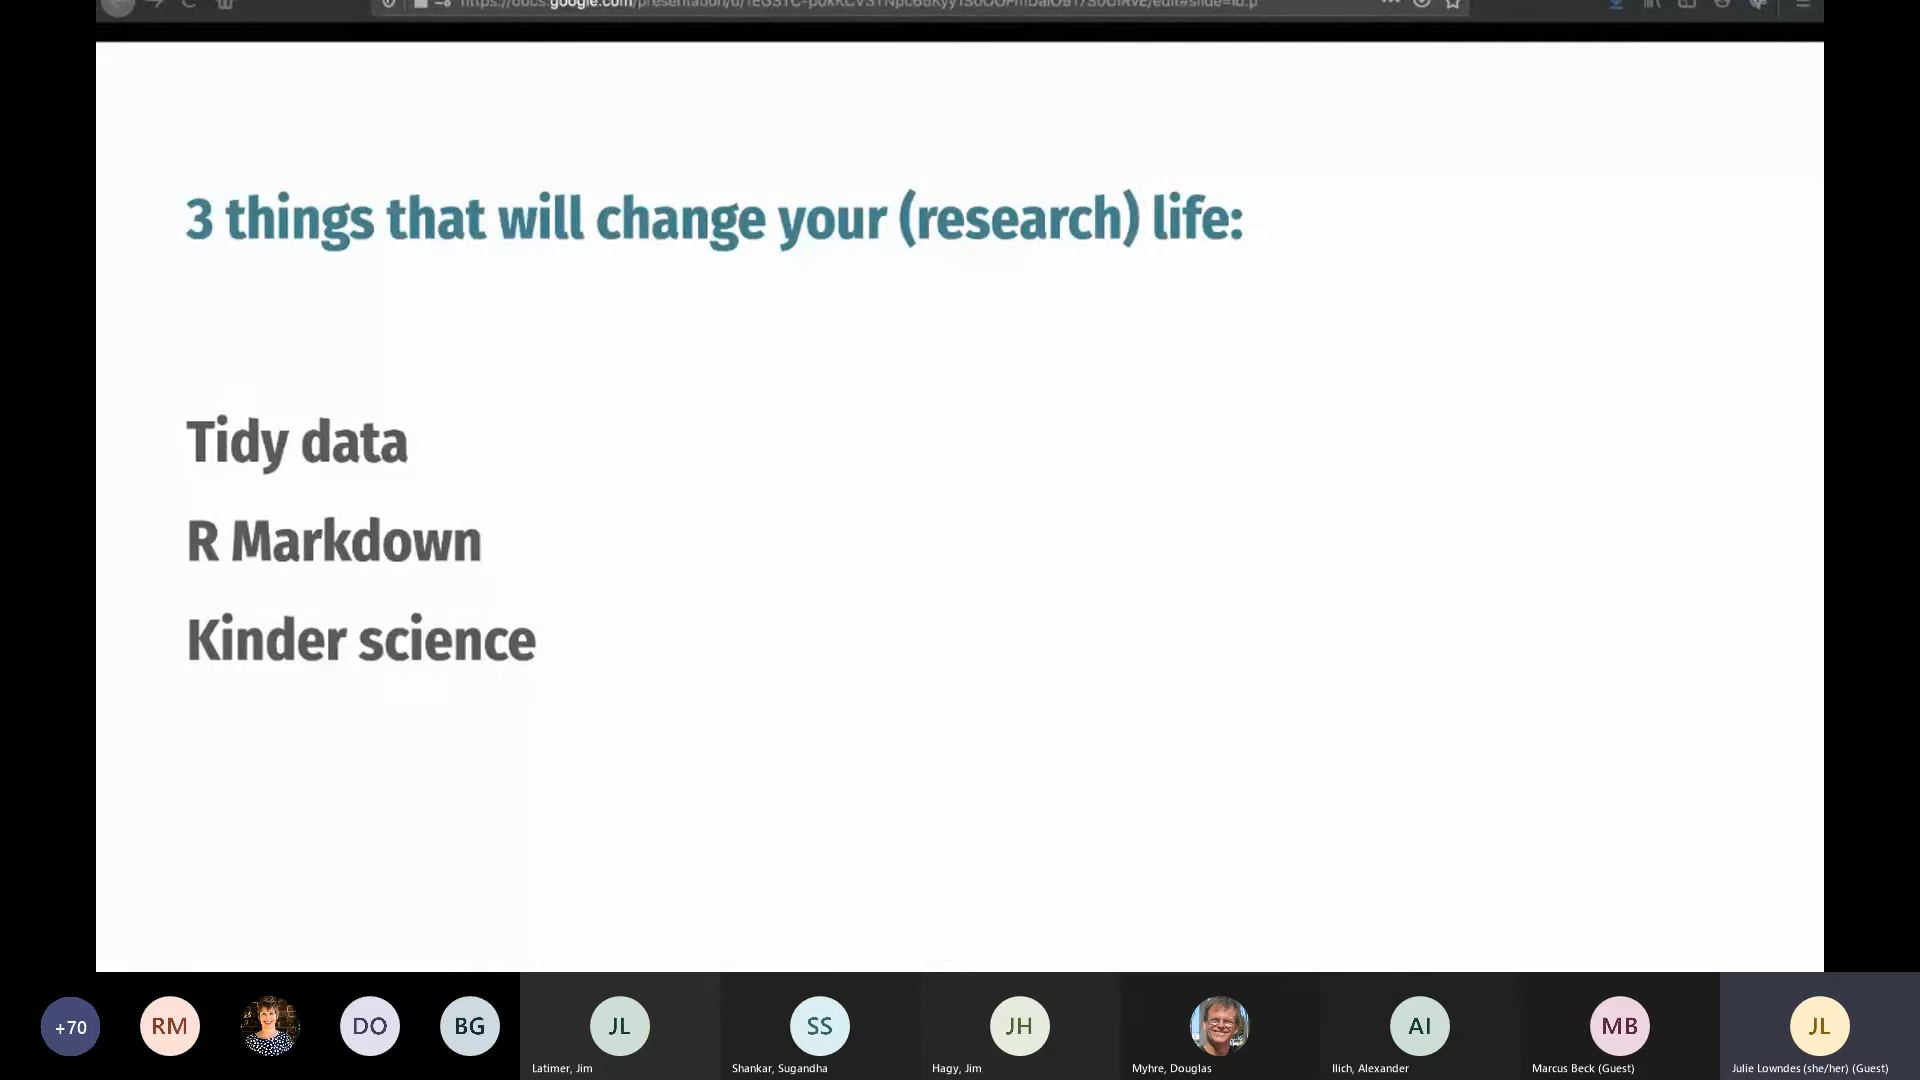 google.com
3 things that will change your (research) life:
Tidy data
R Markdown
Kinder science
+70
RM
DO
BG
JL
SS
JH
AI
MB
JL
Latimer, Jim
Shankar, Sugandha
Hagy, Jim
Myhre, Douglas
Ilich, Alexander
Marcus Beck (Guest)
Julie Lowndes (she/her) (Guest)